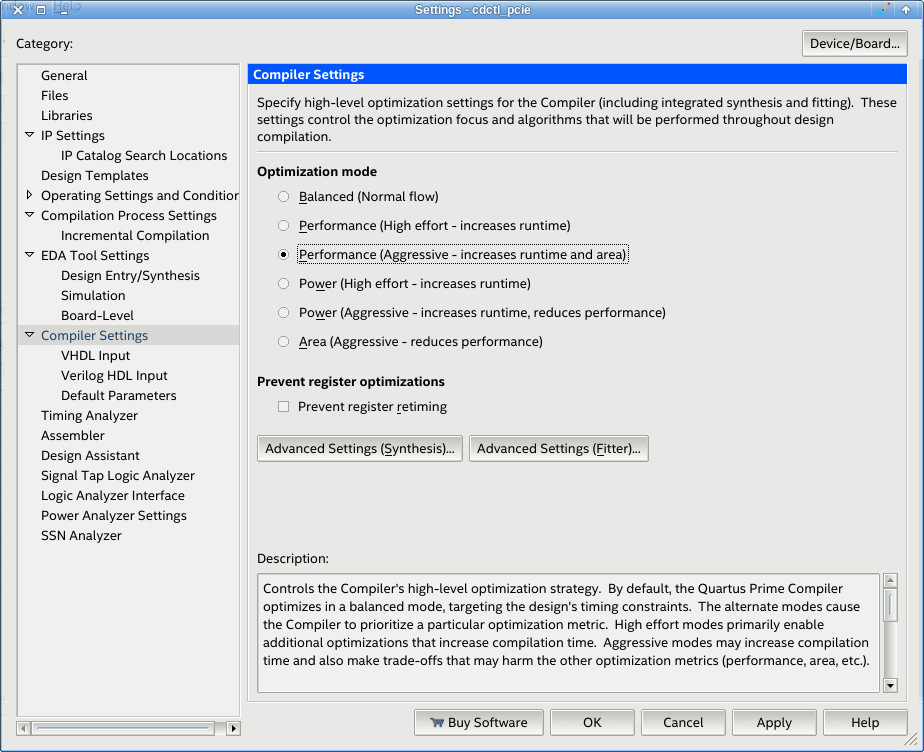 Help
Settings - cdctl_pcie
Category:
Device/Board...
General
Files
Libraries
IP Settings
IP Catalog Search Locations
Design Templates
Operating Settings and Condition
Compilation Process Settings
Incremental Compilation
EDA Tool Settings
Design Entry/Synthesis
Simulation
Board-Level
Compiler Settings
VHDL Input
Verilog HDL Input
Default Parameters
Timing Analyzer
Assembler
Design Assistant
Signal Tap Logic Analyzer
Logic Analyzer Interface
Power Analyzer Settings
SSN Analyzer
Compiler Settings
Specify high-level optimization settings for the Compiler (including integrated synthesis and fitting).  These
settings control the optimization focus and algorithms that will be performed throughout design
compilation.
Optimization mode
Balanced (Normal flow)
Performance (High effort - increases runtime)
Performance (Aggressive - increases runtime and area)
Power (High effort - increases runtime)
Power (Aggressive - increases runtime, reduces performance)
Area (Aggressive - reduces performance)
Prevent register optimizations
Prevent register retiming
Advanced Settings (Synthesis)...
Advanced Settings (Fitter)...
Description:
Controls the Compiler's high-level optimization strategy.  By default, the Quartus Prime Compiler
optimizes in a balanced mode, targeting the design's timing constraints.  The alternate modes cause
the Compiler to prioritize a particular optimization metric.  High effort modes primarily enable
additional optimizations that increase compilation time.  Aggressive modes may increase compilation
time and also make trade-offs that may harm the other optimization metrics (performance, area, etc.).
Buy Software
OK
Cancel
Apply
Help